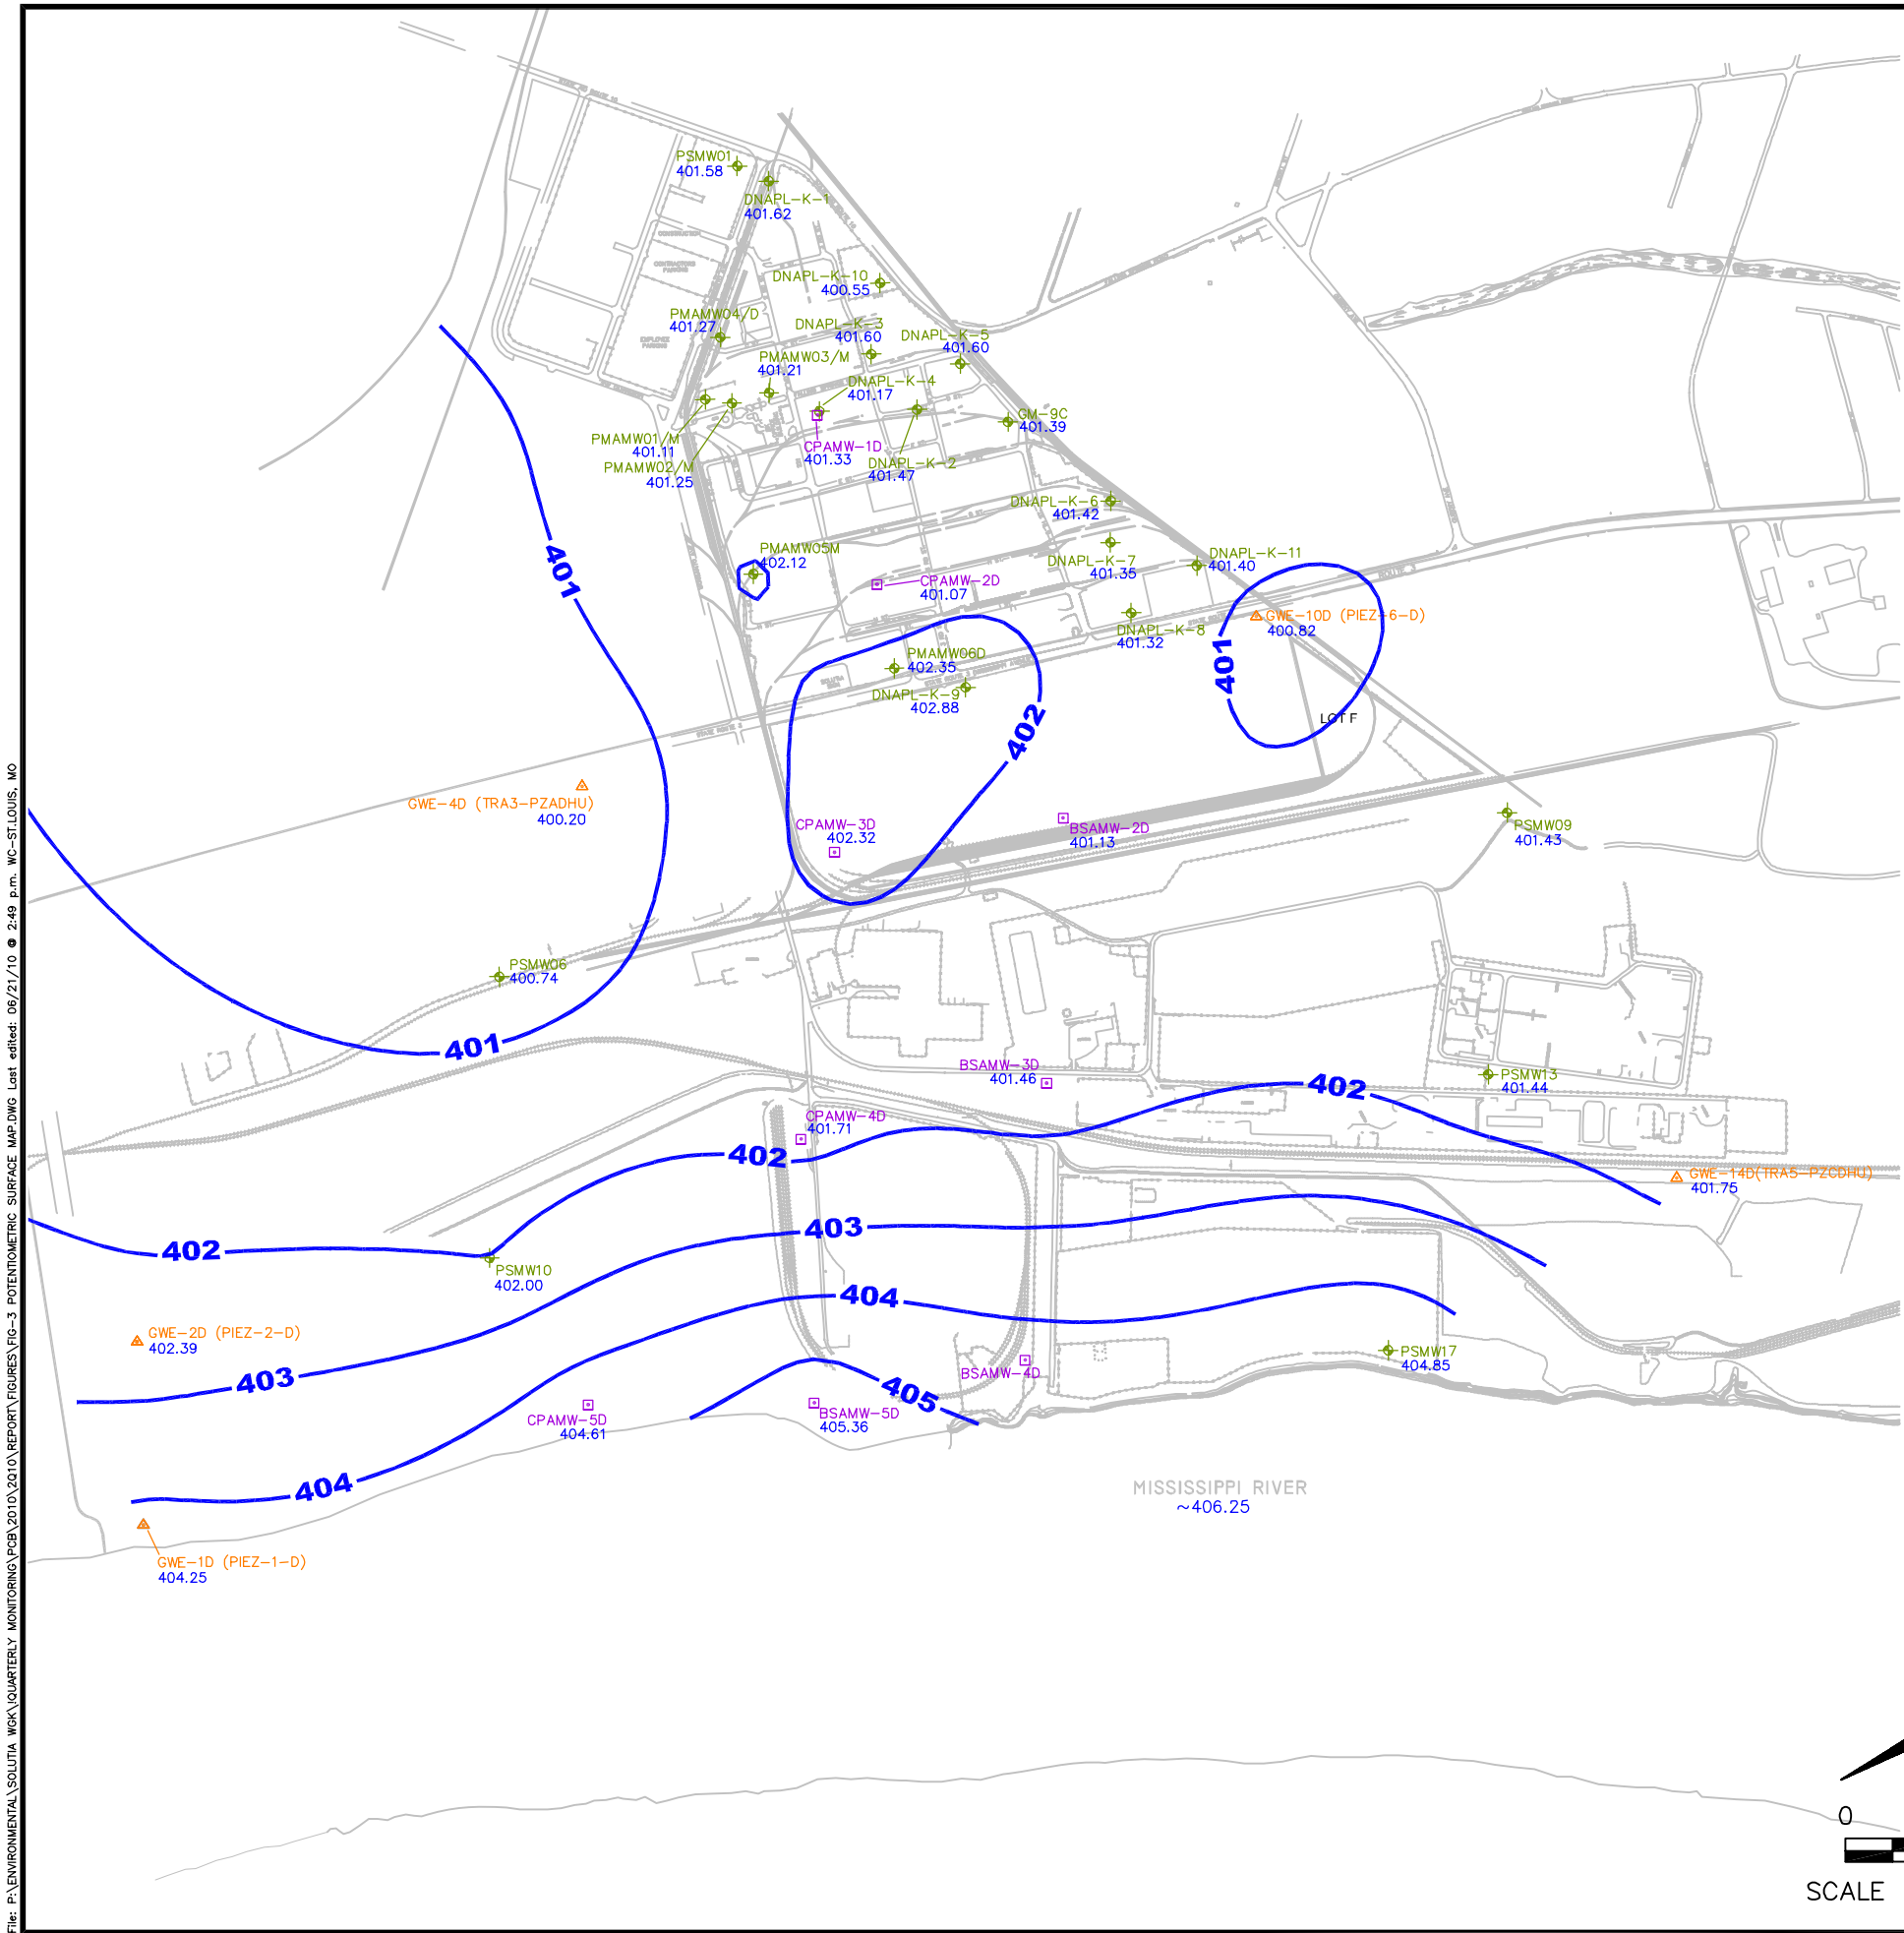 PSMW01
401.58
DNAPL-K-1
401.62
CONSTRUCTION
CONTRACTORS
PARKING
DNAPL-K-10
400.55
PMAMW04/D
401.27
DNAPL-K-3
401.60
DNAPL-K-5
401.60
EMPLOYEE
PARKING
PMAMW03/M
401.21
DNAPL-K-4
401.17
GM-9C
401.39
PMAMW01/M
401.11
CPAMW-1D
401.33
DNAPL-K-2
401.47
PMAMW02/M
401.25
DNAPL-K-6
401.42
401
PMAMW05M
402.12
DNAPL-K-7
401.35
DNAPL-K-11
401.40
CPAMW-2D
401.07
GWE-10D (PIEZ-6-D)
400.82
DNAPL-K-8
401.32
401
PMAMW06D
402.35
DNAPL-K-9
402.88
402
LOT F
STATE ROUTE 3
GWE-4D (TRA3-PZADHU)
400.20
CPAMW-3D
402.32
BSAMW-2D
401.13
PSMW09
401.43
PSMW06
400.74
401
BSAMW-3D
401.46
402
PSMW13
401.44
CPAMW-4D
401.71
402
GWE-14D(TRA5-PZCDHU)
401.75
402
403
PSMW10
402.00
404
GWE-2D (PIEZ-2-D)
402.39
403
PSMW17
404.85
BSAMW-4D
405
CPAMW-5D
404.61
BSAMW-5D
405.36
404
MISSISSIPPI RIVER
~406.25
GWE-1D (PIEZ-1-D)
404.25
0
SCALE
File: P:\ENVIRONMENTAL\SOLUTIA WGK\!QUARTERLY MONITORING\PCB\2010\2Q10\REPORT\FIGURES\FIG-3 POTENTIOMETRIC SURFACE MAP.DWG Last edited: 06/21/10 @ 2:49 p.m. WC-ST.LOUIS, MO